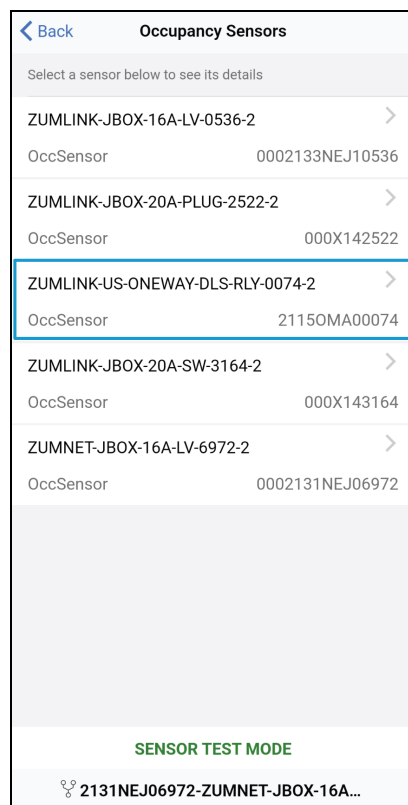 Back Occupancy Sensors
Select a sensor below to see its details
ZUMLINK-JBOX-16A-LV-0536-2
OccSensor 0002133NEJ10536
ZUMLINK-JBOX-20A-PLUG-2522-2
OccSensor 000X142522
ZUMLINK-US-ONEWAY-DLS-RLY-0074-2
OccSensor 2115OMA00074
ZUMLINK-JBOX-20A-SW-3164-2
OccSensor 000X143164
ZUMNET-JBOX-16A-LV-6972-2
OccSensor 0002131NEJ06972
SENSOR TEST MODE
2131NEJ06972-ZUMNET-JBOX-16A...